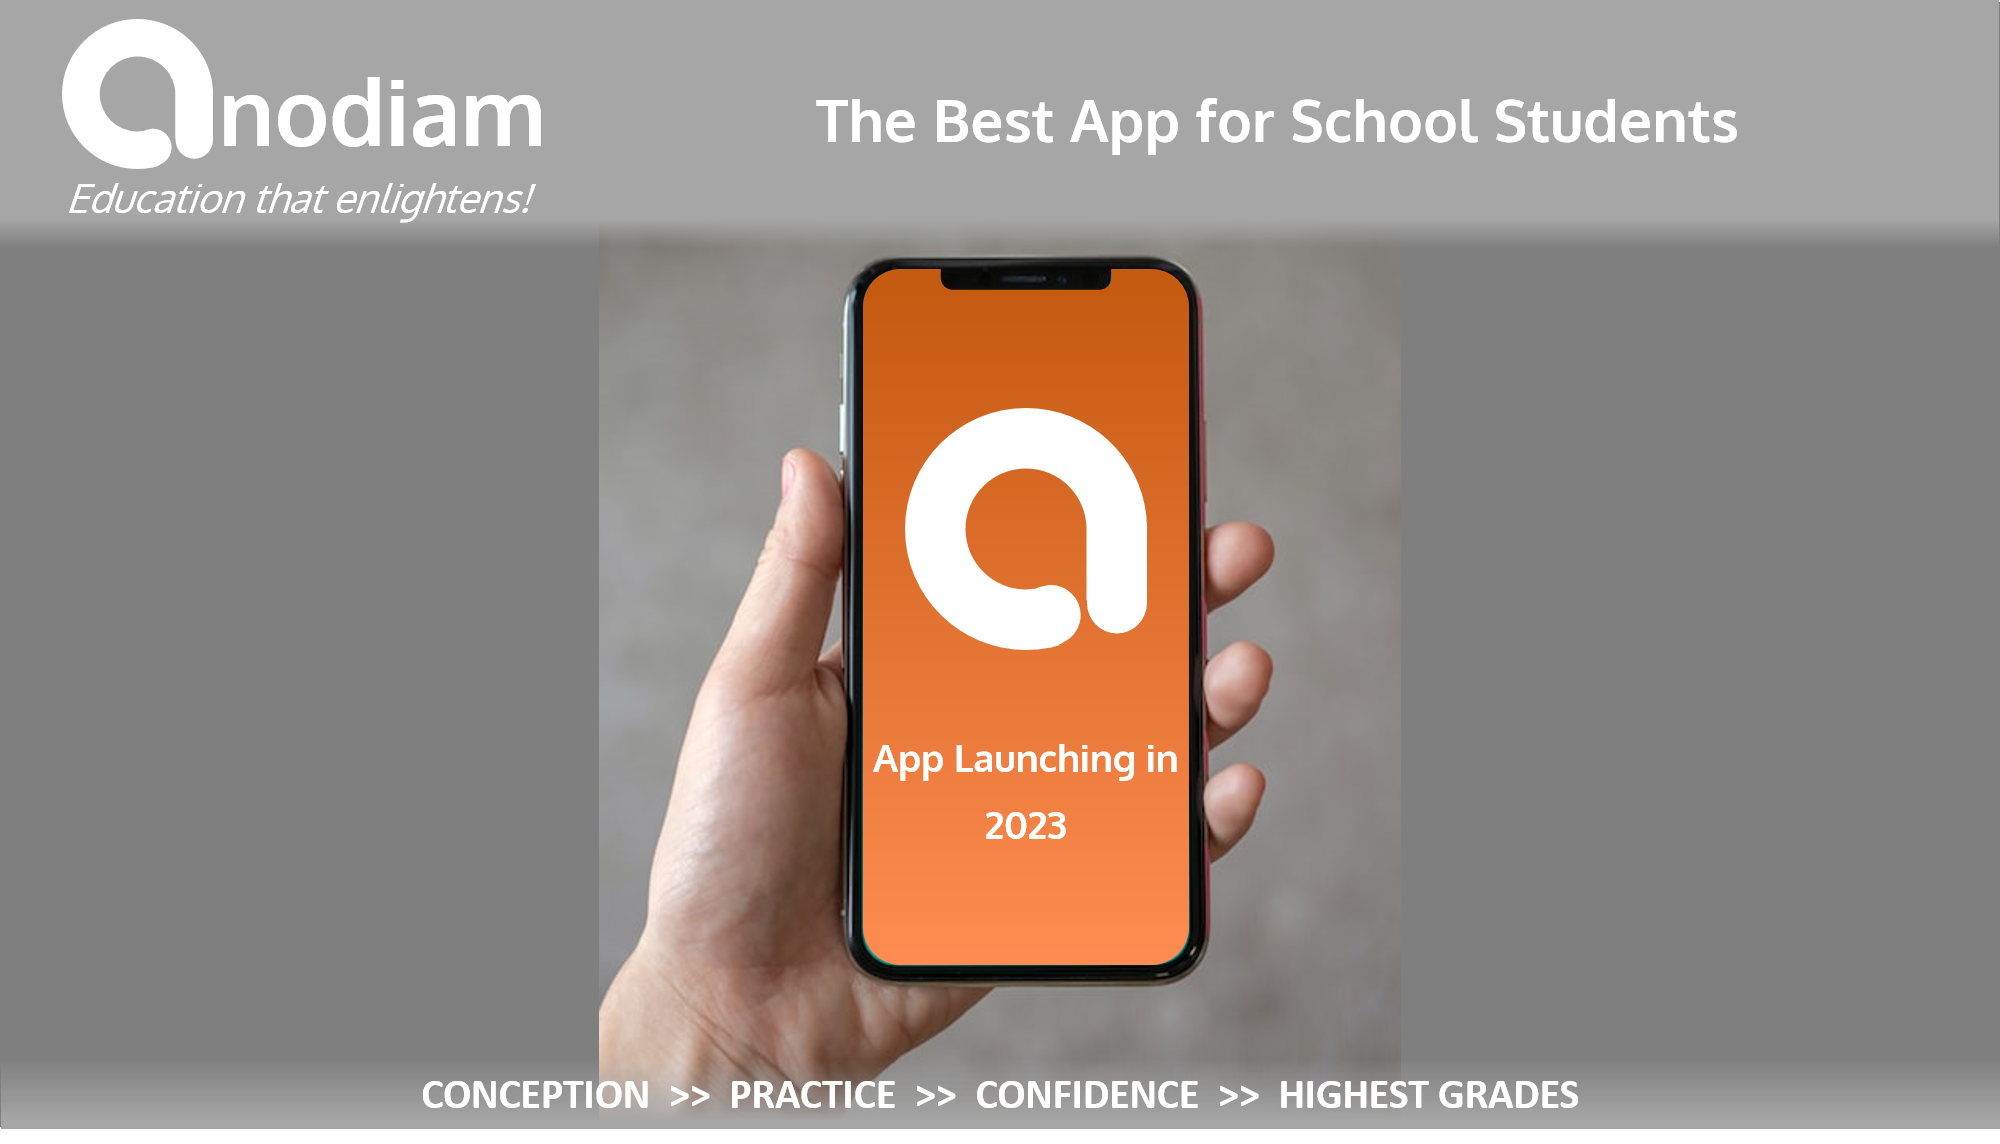 anodiam
Education that enlightens!
The Best App for School Students
a
App Launching in
2023
CONCEPTION >> PRACTICE >> CONFIDENCE >> HIGHEST GRADES